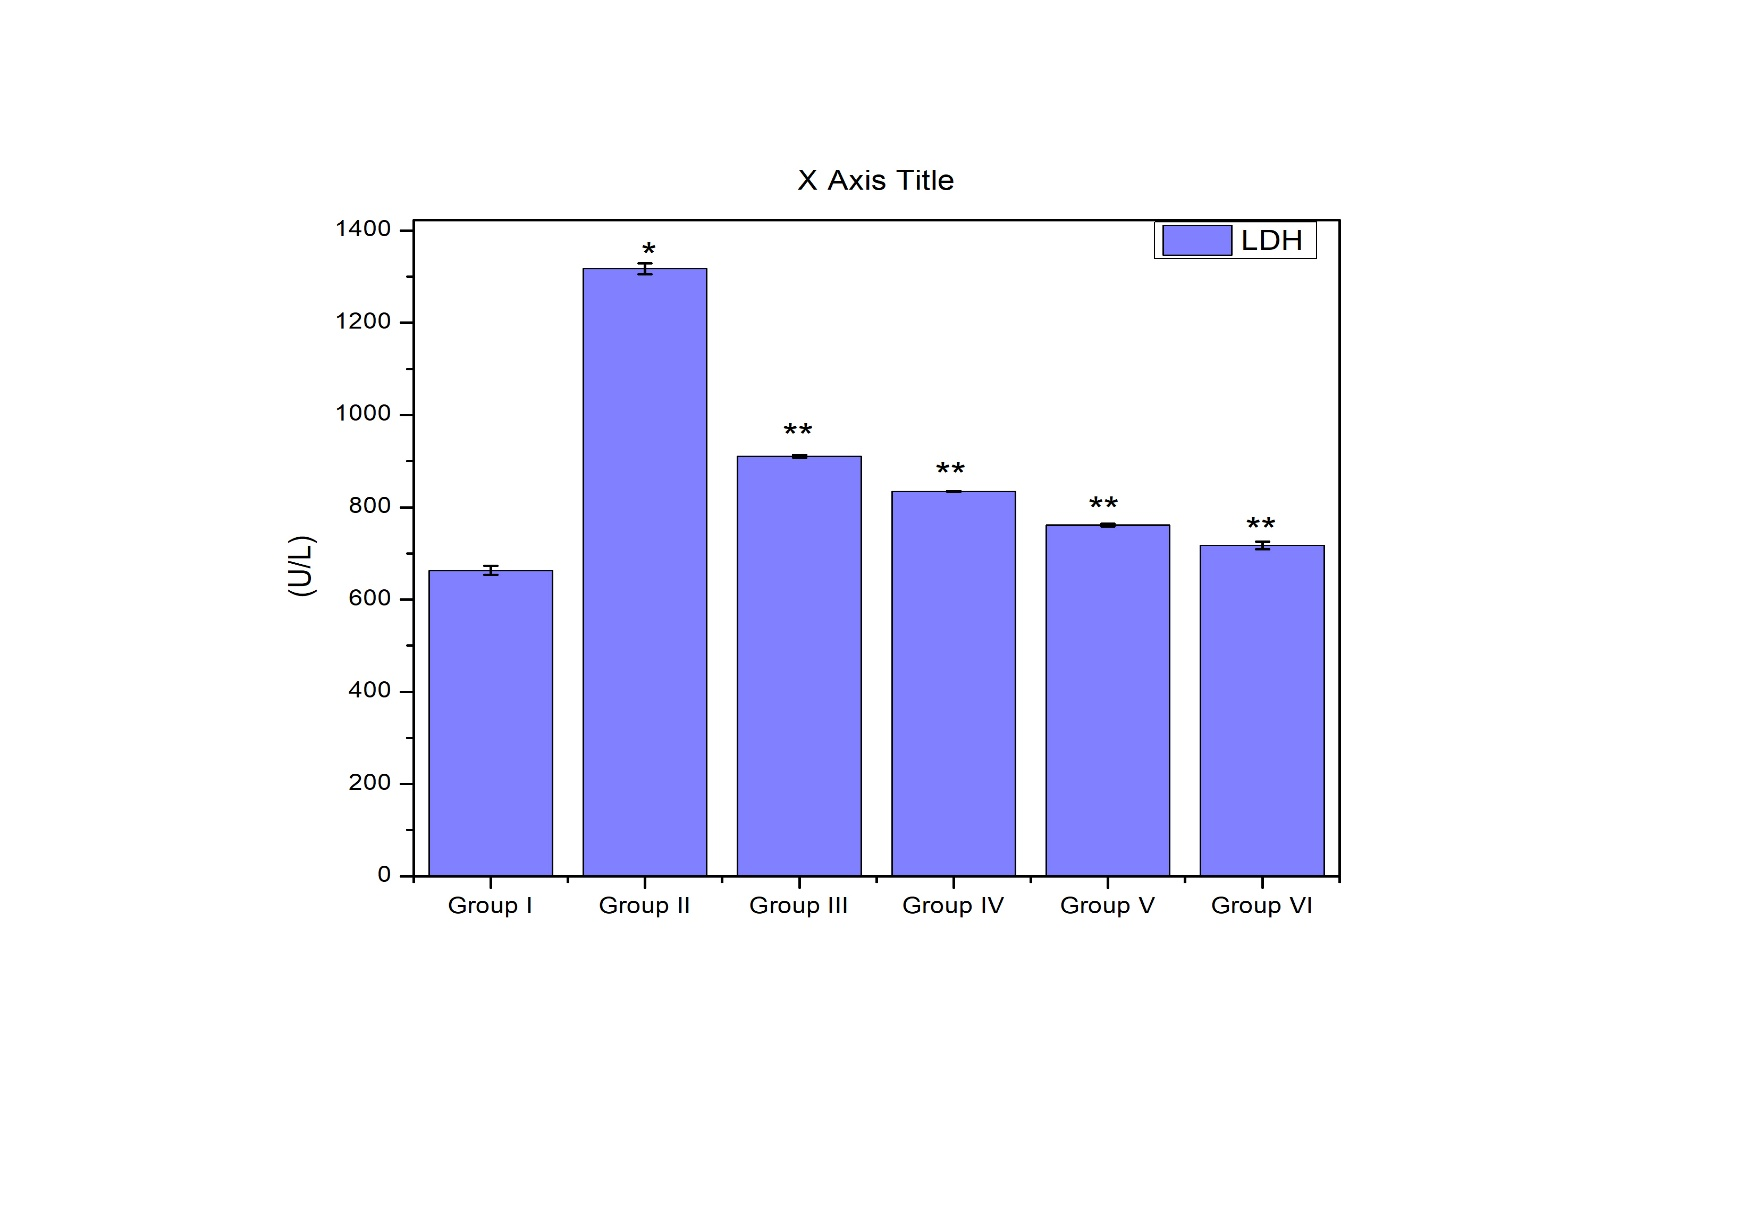 X Axis Title
LDH
1400
1200
1000
800
600
400
200
0
(U/L)
*
**
**
**
**
Group I
Group II
Group III
Group IV
Group V
Group VI